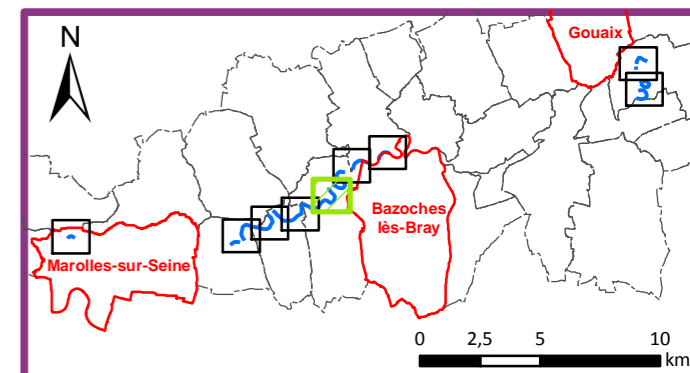 N
Gouaix
Bazoches
lès-Bray
Marolles-sur-Seine
0 2,5 5 10
km